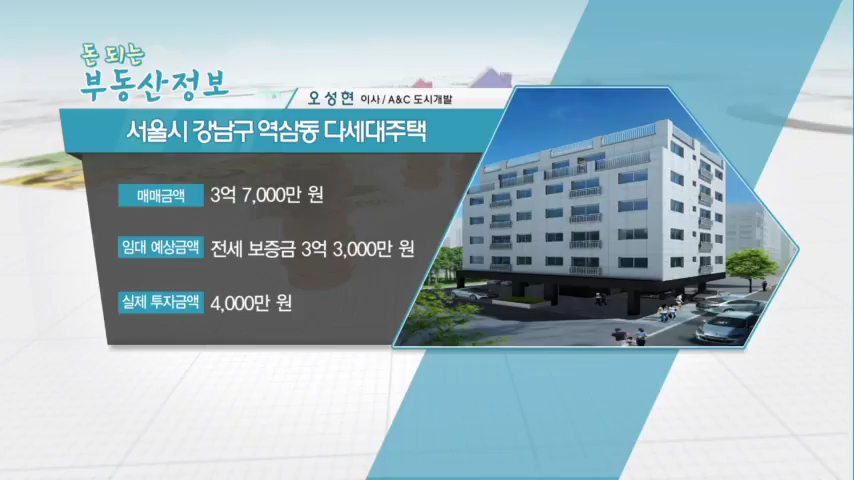 돈 되는
부동산정보
오성현 이사 / A&C 도시개발
서울시 강남구 역삼동 다세대주택
매매금액 3억 7,000만 원
임대 예상금액 전세 보증금 3억 3,000만 원
실제 투자금액 4,000만 원